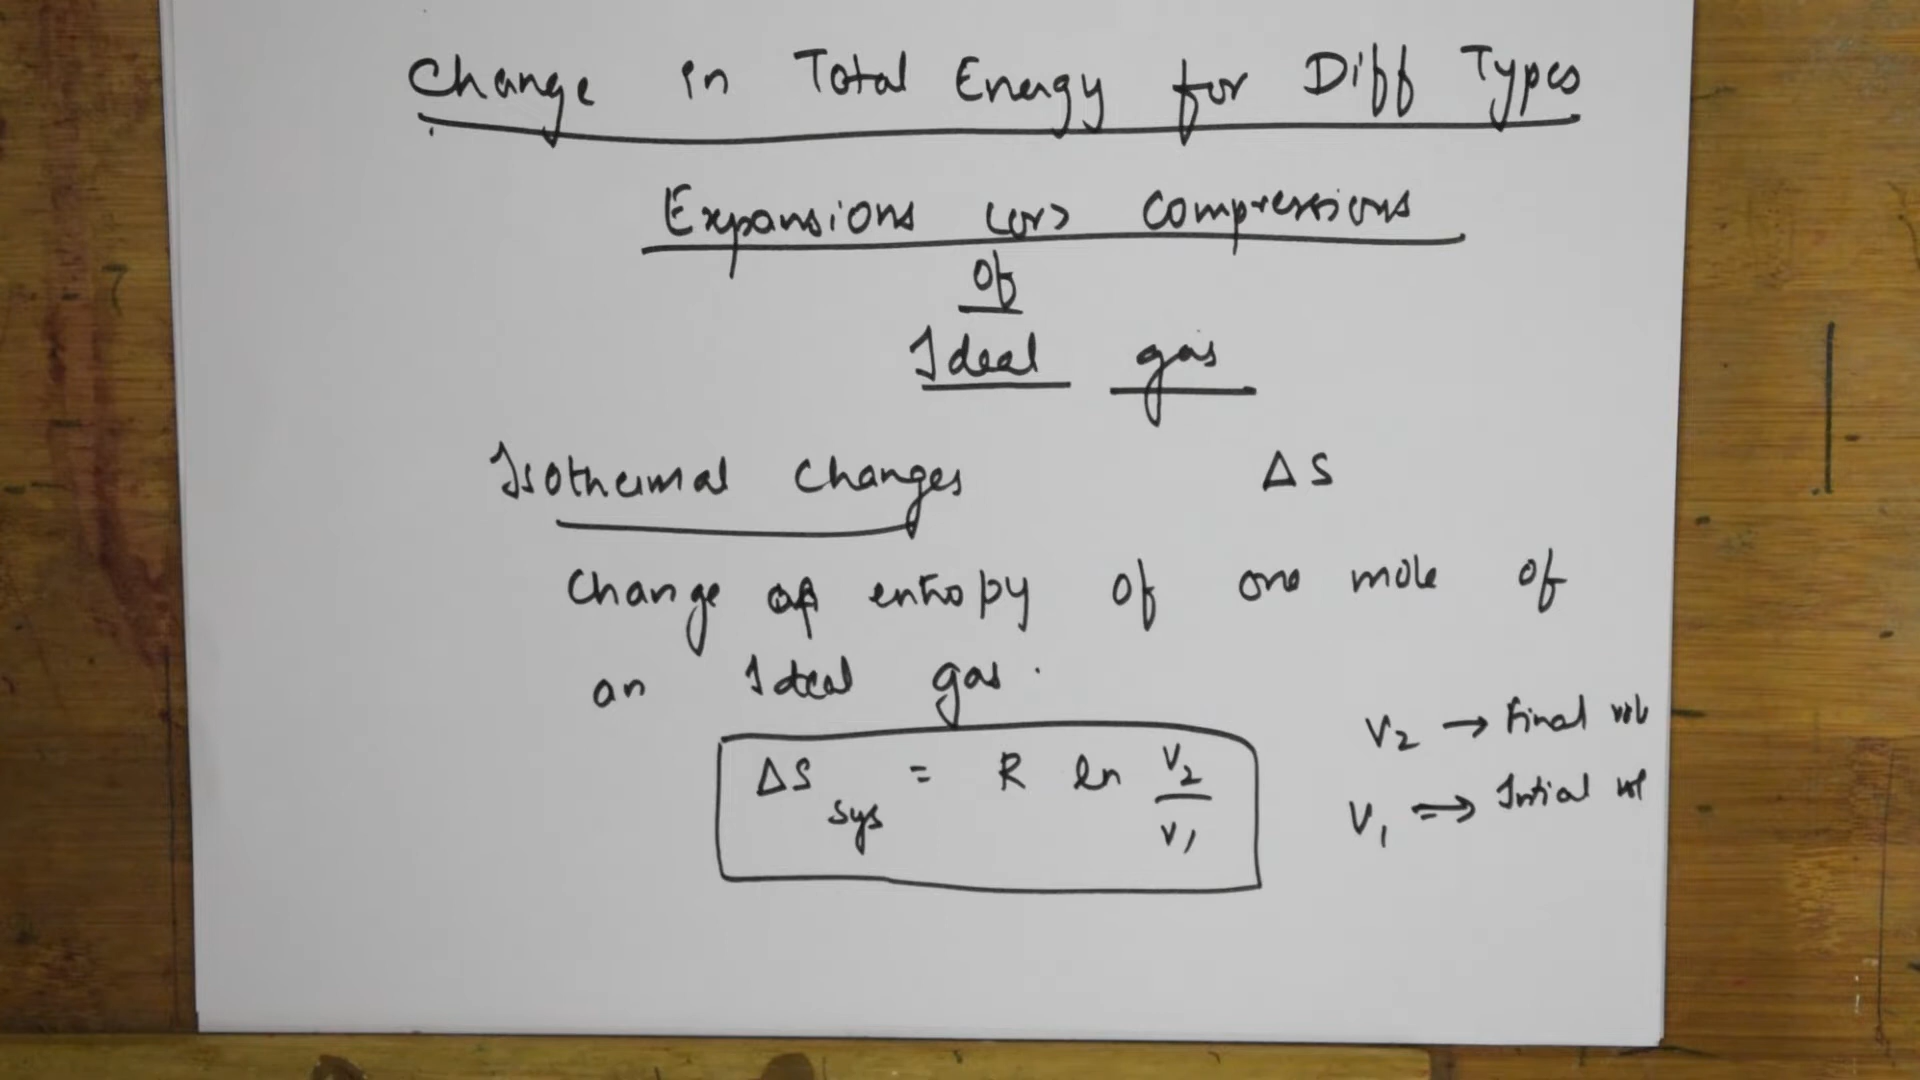 Change in Total Energy for Diff Types
Expansions (or) Compressions
of
Ideal gas
Isothermal Changes ΔS
Change of entropy of one mole of
an Ideal gas.
ΔS sys = R ln V2/V1
V2 → Final vol
V1 ⇒ Intial vol